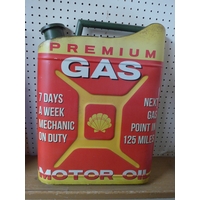 PREMIUM
GAS
7 DAYS
A WEEK
MECHANIC
ON DUTY
NEXT
GAS
POINT IN
125 MILES
MOTOR OIL